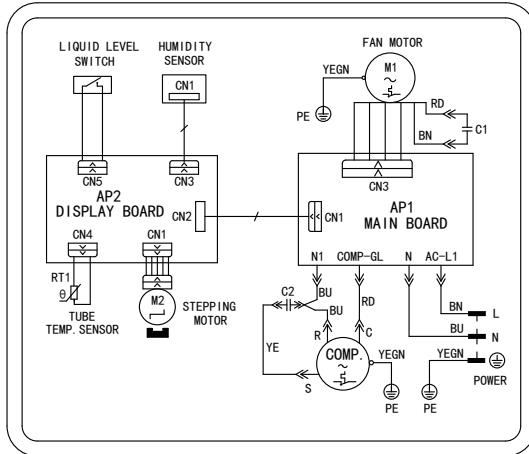 LIQUID LEVEL
SWITCH
HUMIDITY
SENSOR
CN1
FAN MOTOR
M1
YEGN
PE
RD
BN
C1
CN5
CN3
CN3
AP2
DISPLAY BOARD
CN2
CN1
AP1
MAIN BOARD
CN4
CN1
N1
COMP-GL
N
AC-L1
RT1
θ
TUBE
TEMP. SENSOR
M2
STEPPING
MOTOR
C2
BU
BU
RD
R
C
YE
S
COMP.
YEGN
PE
BN
L
BU
N
YEGN
PE
POWER